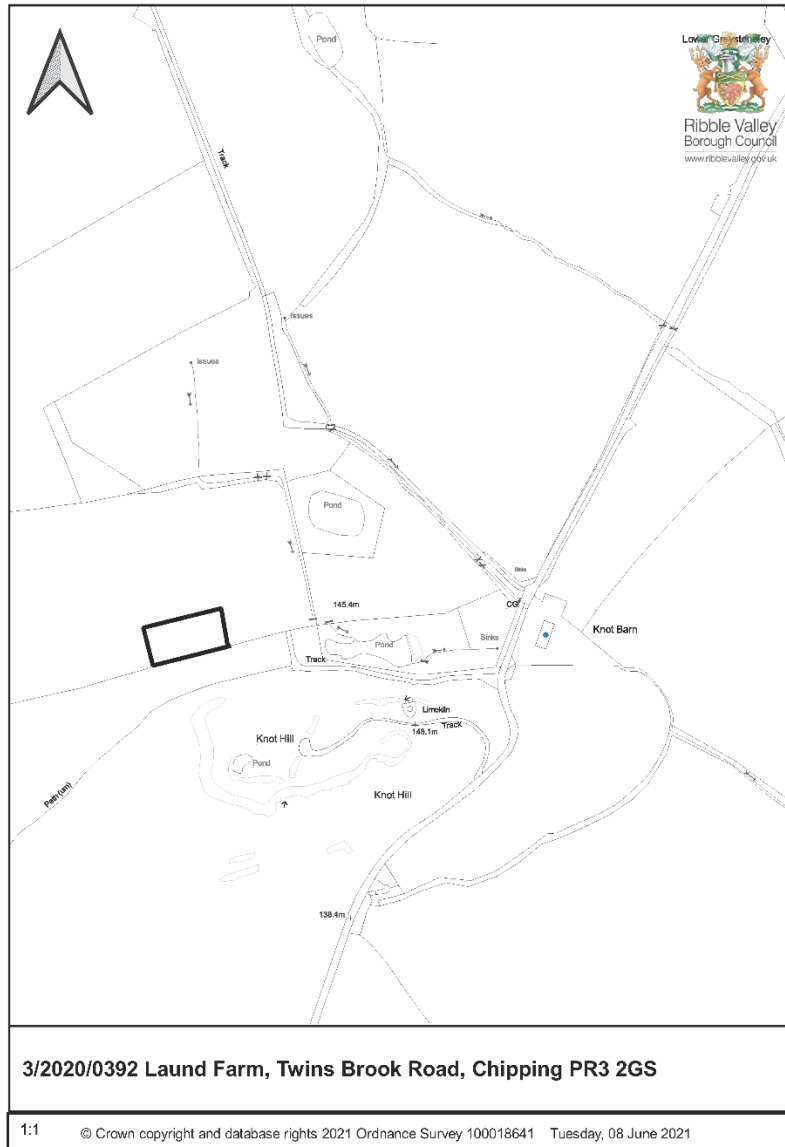 Pond
Lower Greystoneley
Ribble Valley
Borough Council
www.ribblevalley.gov.uk
Track
Issues
Issues
Pond
CG
145.4m
Knot Barn
Sinks
Pond
Track
Limekiln
Track
Knot Hill
Pond
Knot Hill
Path (um)
138.4m
3/2020/0392 Laund Farm, Twins Brook Road, Chipping PR3 2GS
1:1 © Crown copyright and database rights 2021 Ordnance Survey 100018641 Tuesday, 08 June 2021